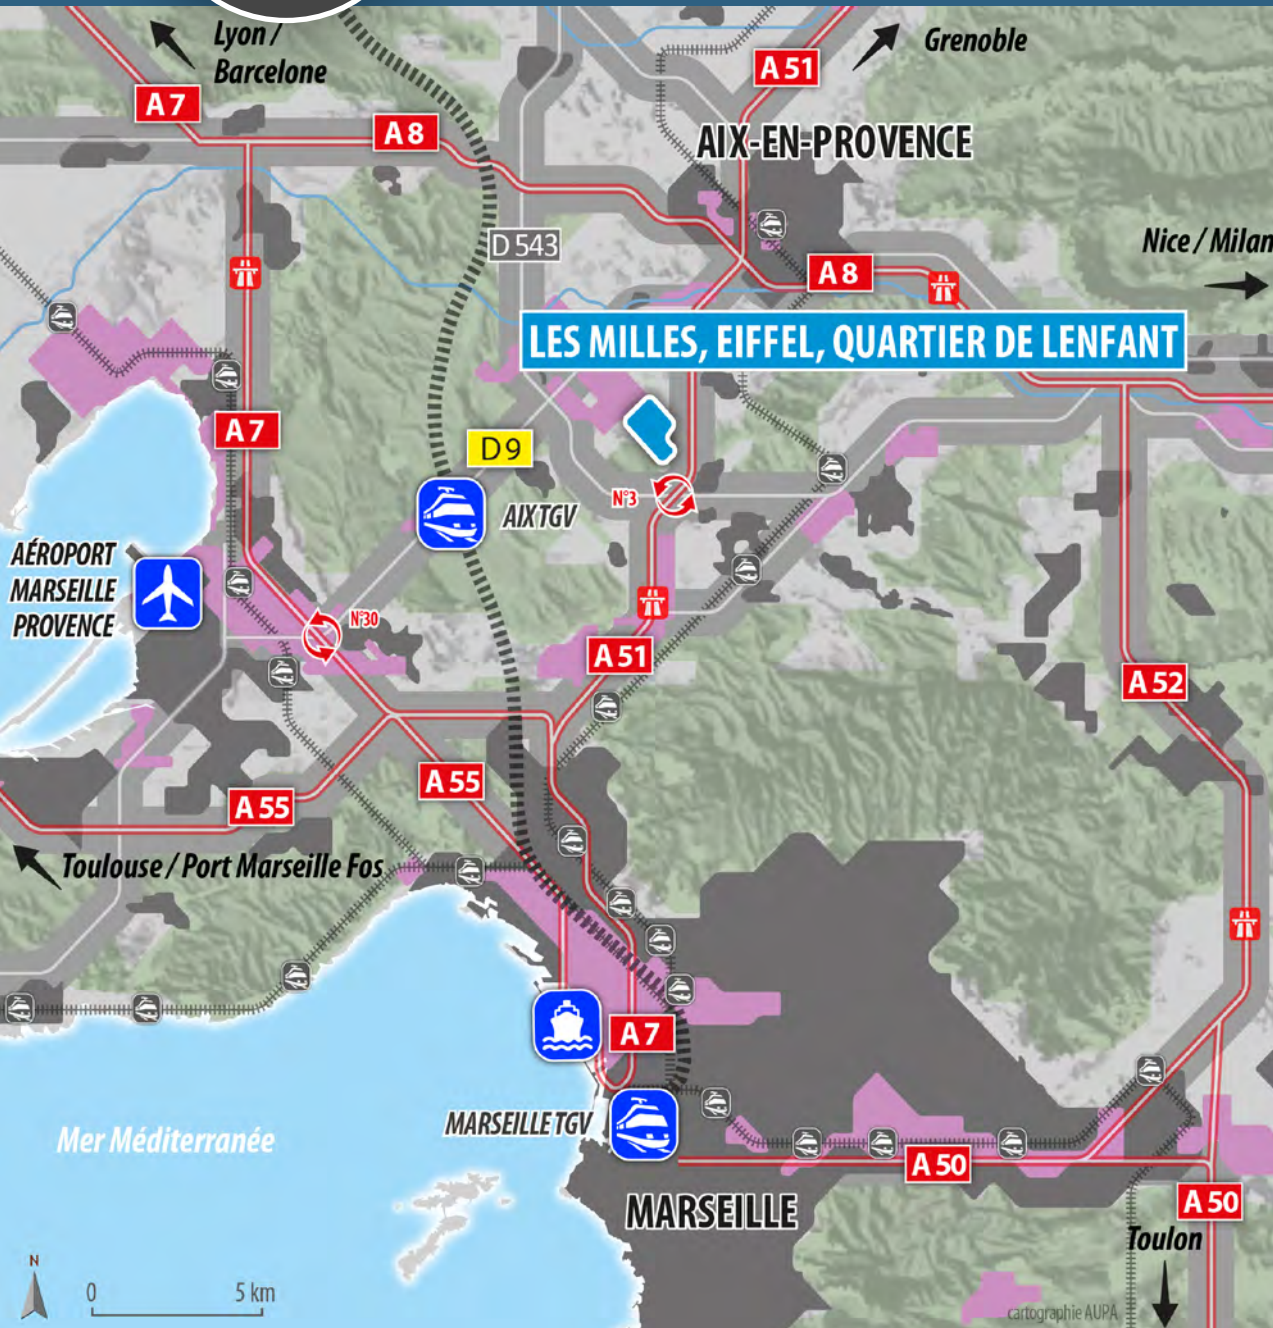 Lyon /
Barcelone
Grenoble
A 51
A 7
A 8
AIX-EN-PROVENCE
D 543
Nice / Milan
A 8
LES MILLES, EIFFEL, QUARTIER DE LENFANT
A 7
D 9
N°3
AIX TGV
AÉROPORT
MARSEILLE
PROVENCE
N°30
A 51
A 52
A 55
A 55
Toulouse / Port Marseille Fos
A 7
MARSEILLE TGV
Mer Méditerranée
A 50
MARSEILLE
A 50
Toulon
N
0 5 km
cartographie AUPA